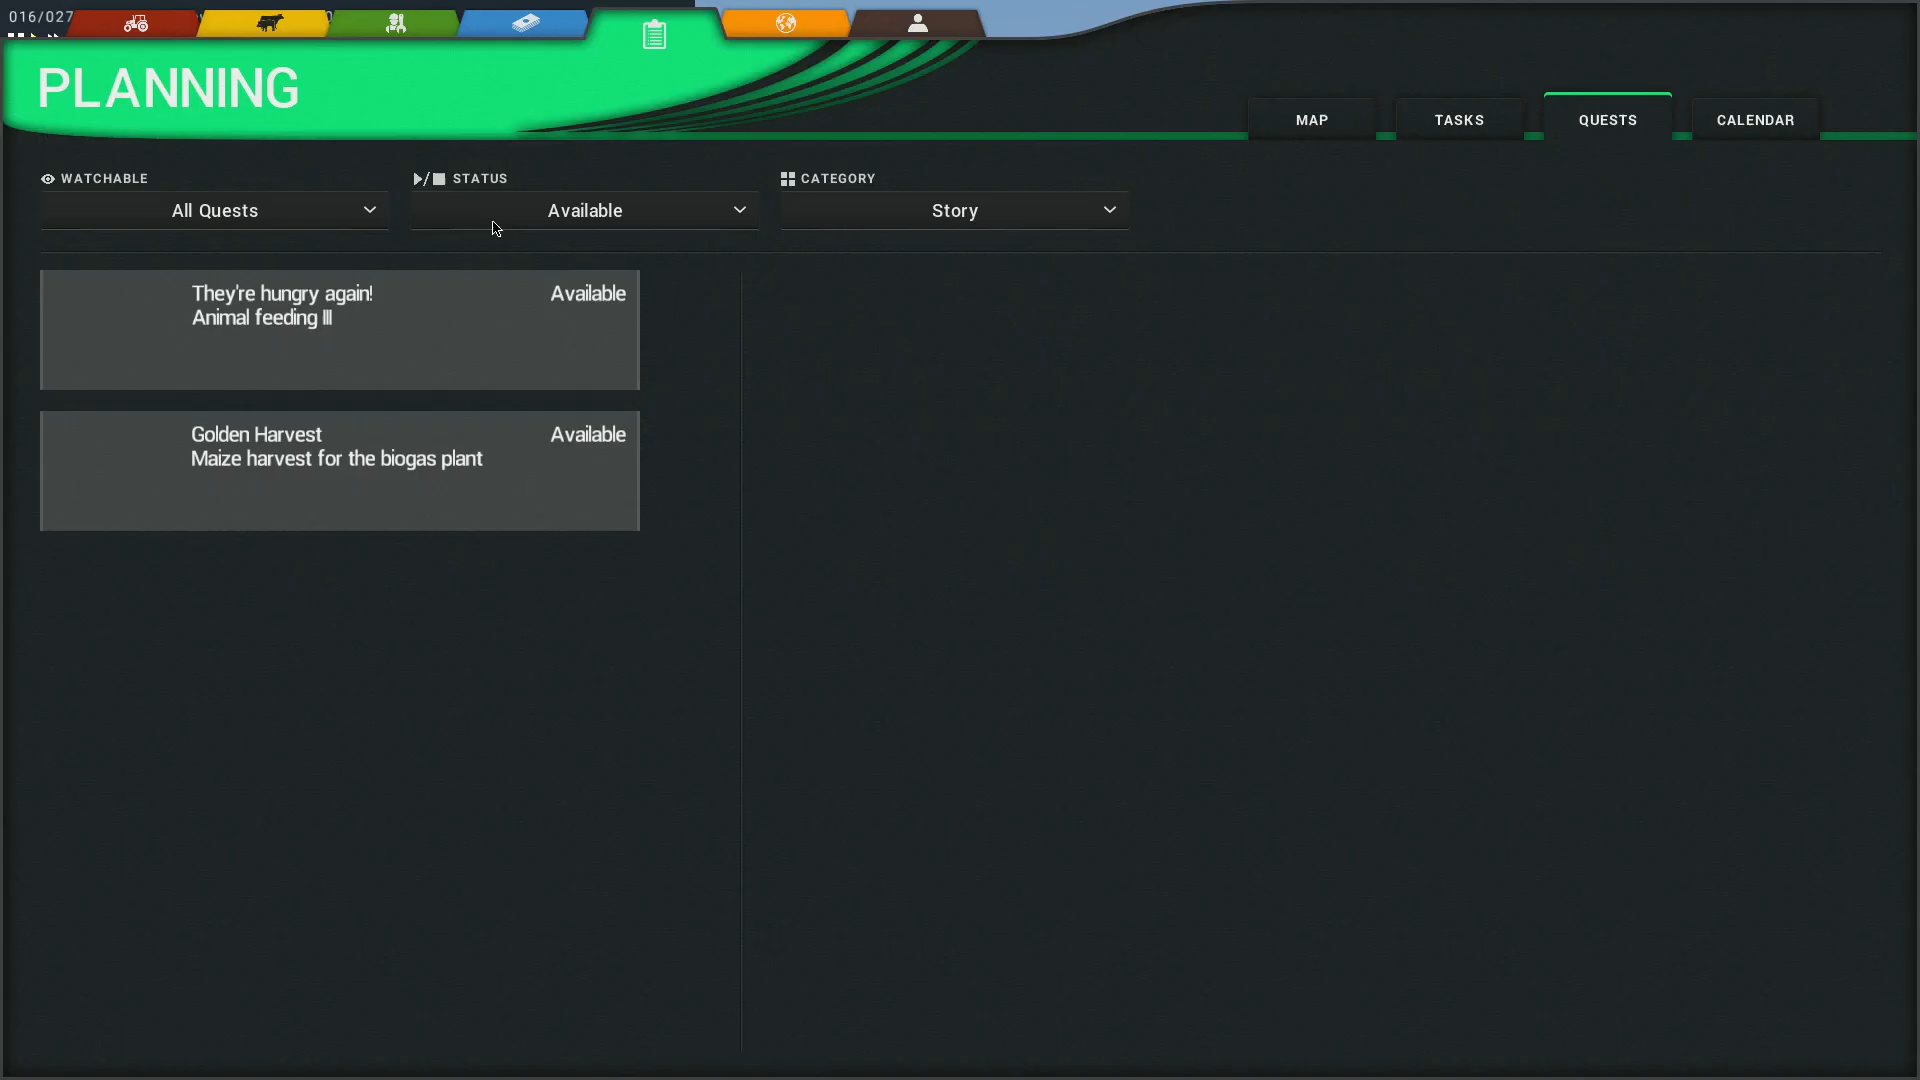 016/027
PLANNING
MAP
TASKS
QUESTS
CALENDAR
WATCHABLE
STATUS
CATEGORY
All Quests
Available
Story
They're hungry again!
Available
Animal feeding III
Golden Harvest
Available
Maize harvest for the biogas plant